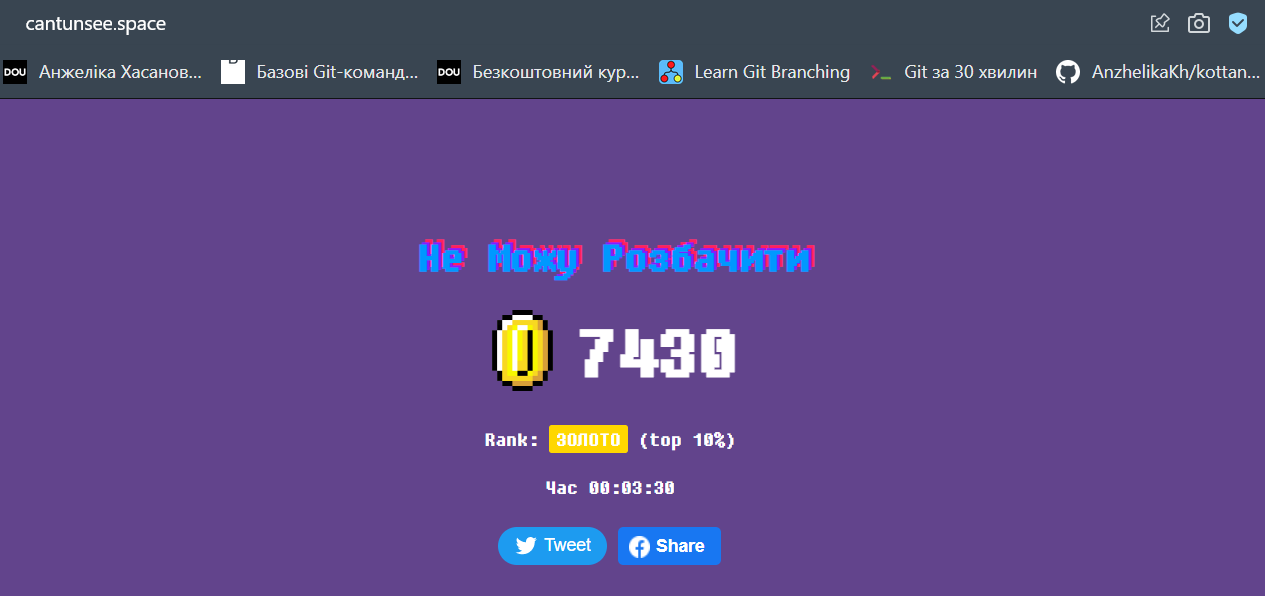 cantunsee.space
DOU Анжеліка Хасанов... Базові Git-команд... DOU Безкоштовний кур... Learn Git Branching Git за 30 хвилин AnzhelikaKh/kottan...
Не Можу Розбачити
7430
Rank: ЗОЛОТО (top 10%)
Час 00:03:30
Tweet Share